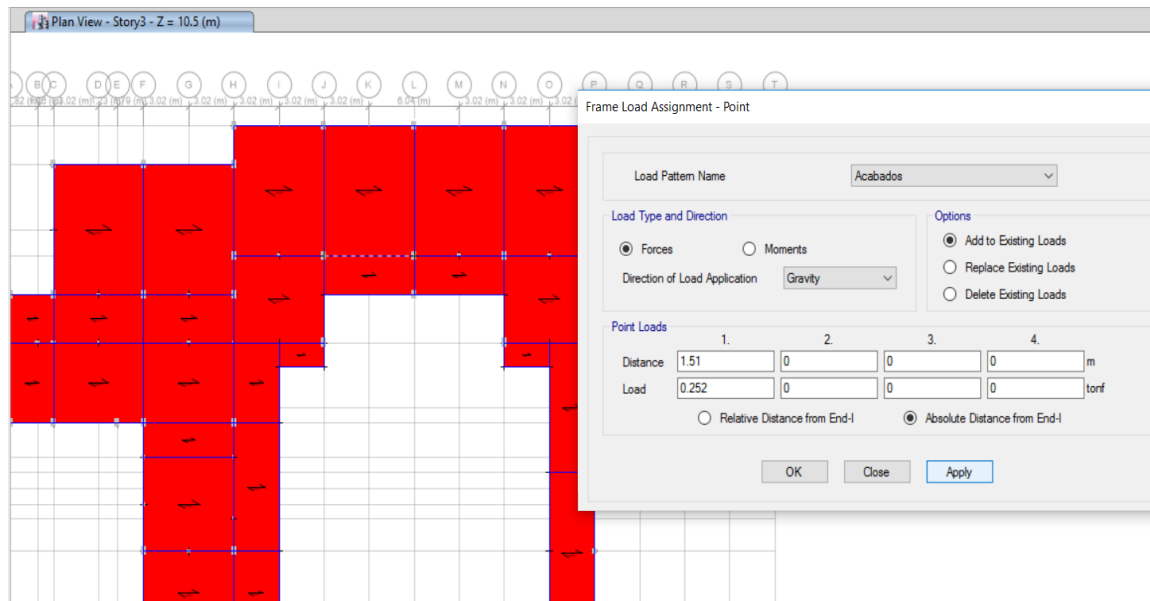 Plan View - Story3 - Z = 10.5 (m)
B C D E F G H I J K L M N O P Q R S T
3.02 (m) 3.02 (m) 3.02 (m) 3.02 (m) 3.02 (m) 6.04 (m) 3.02 (m) 3.02 (m)
Frame Load Assignment - Point
Load Pattern Name Acabados
Load Type and Direction
Forces Moments
Direction of Load Application Gravity
Options
Add to Existing Loads
Replace Existing Loads
Delete Existing Loads
Point Loads
1. 2. 3. 4.
Distance 1.51 0 0 0 m
Load 0.252 0 0 0 tonf
Relative Distance from End-I Absolute Distance from End-I
OK Close Apply